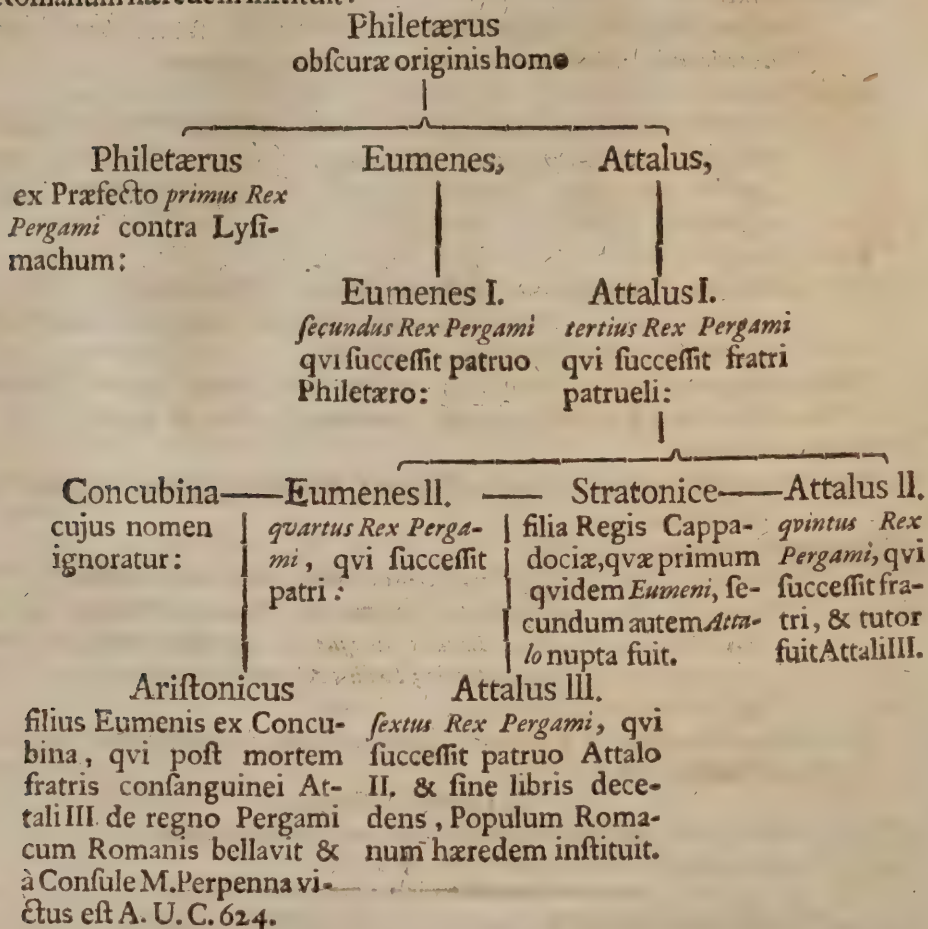 Romanum hæredem instituit:
Philetærus
obſcuræ originis homo
Philetærus
ex Præfecto primus Rex
Pergami contra Lyſi-
machum:
Eumenes,
Attalus,
Eumenes I.
ſecundus Rex Pergami
qvi ſucceſſit patruo
Philetæro:
Attalus I.
tertius Rex Pergami
qvi ſucceſſit fratri
patrueli:
Concubina
cujus nomen
ignoratur:
Eumenes II.
qvartus Rex Perga-
mi, qvi ſucceſſit
patri:
Stratonice
filia Regis Cappa-
dociæ, qvæ primum
qvidem Eumeni, ſe-
cundum autem Atta-
lo nupta fuit.
Attalus II.
qvintus Rex
Pergami, qvi
ſucceſſit fra-
tri, & tutor
fuit Attali III.
Ariſtonicus
filius Eumenis ex Concu-
bina, qvi poſt mortem
fratris conſanguinei At-
tali III. de regno Pergami
cum Romanis bellavit &
à Conſule M. Perpenna vi-
ctus eſt A. U. C. 624.
Attalus III.
ſextus Rex Pergami, qvi
ſucceſſit patruo Attalo
II. & ſine libris dece-
dens, Populum Roma-
num hæredem inſtituit.